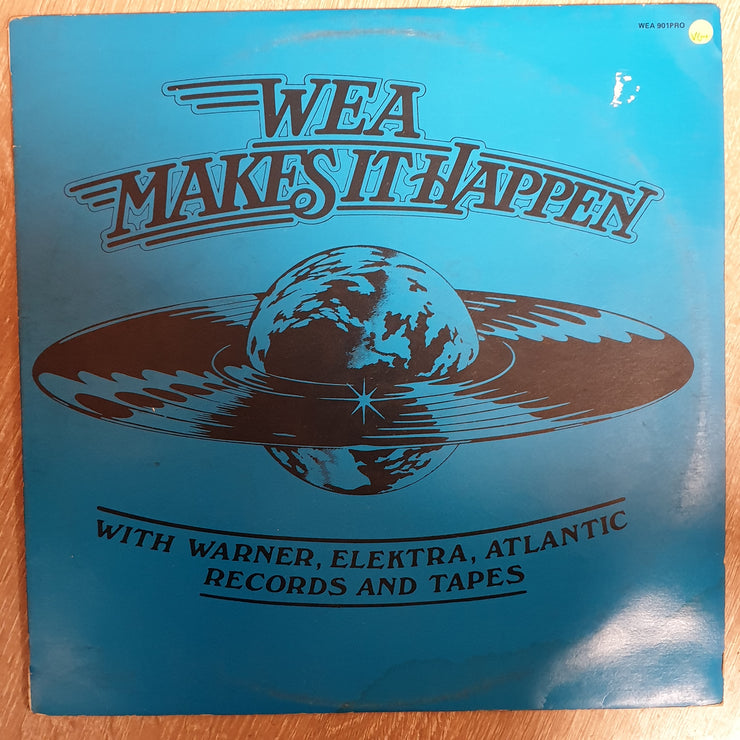 WEA 901PRO
WEA
MAKES IT HAPPEN
WITH WARNER, ELEKTRA, ATLANTIC
RECORDS AND TAPES